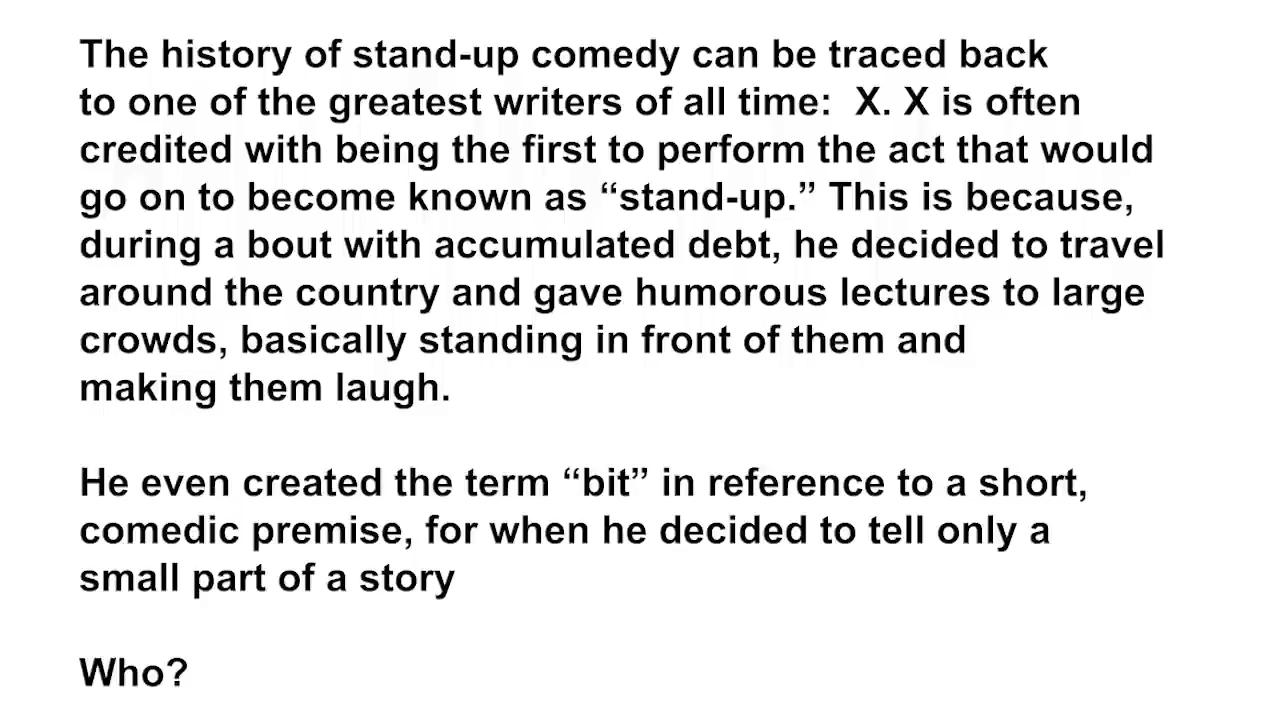 The history of stand-up comedy can be traced back
to one of the greatest writers of all time:  X. X is often
credited with being the first to perform the act that would
go on to become known as “stand-up.” This is because,
during a bout with accumulated debt, he decided to travel
around the country and gave humorous lectures to large
crowds, basically standing in front of them and
making them laugh.
He even created the term “bit” in reference to a short,
comedic premise, for when he decided to tell only a
small part of a story
Who?